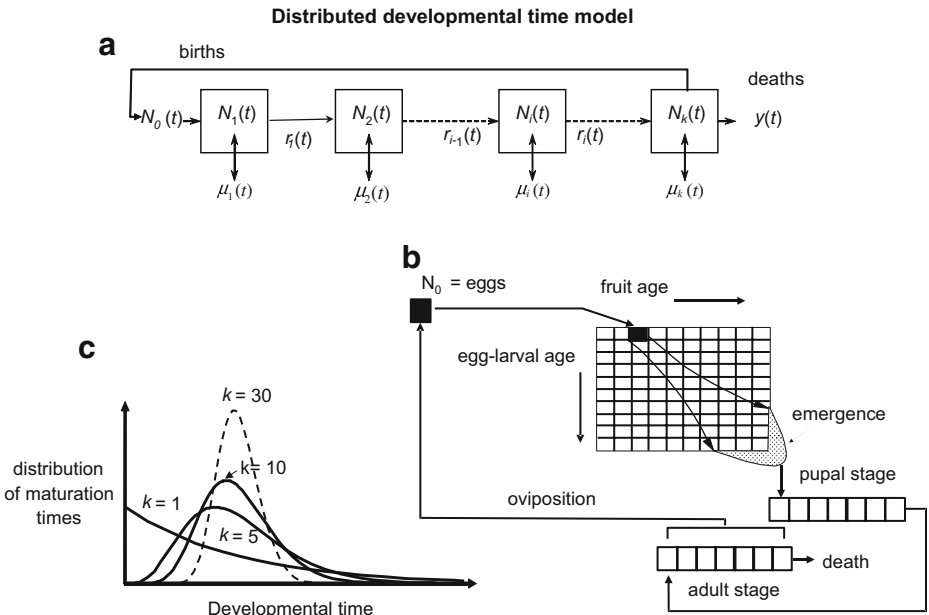 Distributed developmental time model
a
births
deaths
N₀(t)
N₁(t)
N₂(t)
Nᵢ(t)
Nₖ(t)
y(t)
r₁(t)
rᵢ₋₁(t)
rᵢ(t)
μ₁(t)
μ₂(t)
μᵢ(t)
μₖ(t)
b
N₀ = eggs
fruit age
egg-larval age
emergence
pupal stage
oviposition
death
adult stage
c
k = 30
k= 10
k = 1
k = 5
distribution
of maturation
times
Developmental time